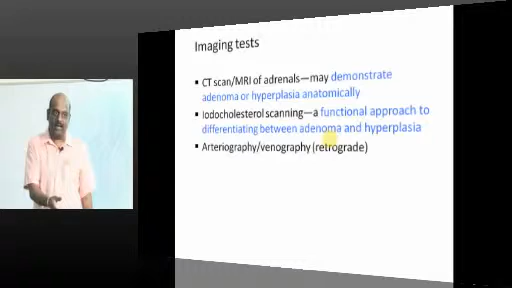 Imaging tests
▪ CT scan/MRI of adrenals—may demonstrate
adenoma or hyperplasia anatomically
▪ Iodocholesterol scanning—a functional approach to
differentiating between adenoma and hyperplasia
▪ Arteriography/venography (retrograde)